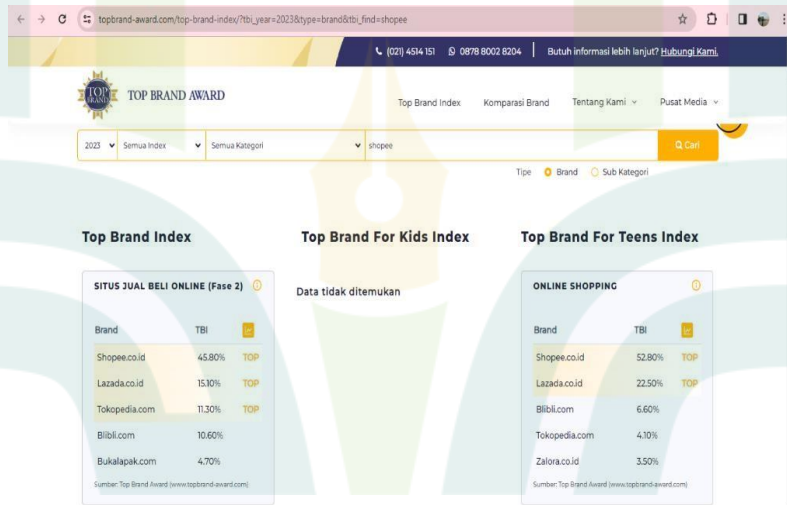 topbrand-award.com/top-brand-index/?tbi_year=2023&type=brand&tbi_find=shopee
(021) 4514 151 0878 8002 8204 Butuh informasi lebih lanjut? Hubungi Kami.
TOP BRAND
TOP BRAND AWARD
Top Brand Index Komparasi Brand Tentang Kami Pusat Media
2023 Semua Index Semua Kategori shopee Cari
Tipe Brand Sub Kategori
Top Brand Index
SITUS JUAL BELI ONLINE (Fase 2)
Brand TBI
Shopee.co.id 45.80% TOP
Lazada.co.id 15.10% TOP
Tokopedia.com 11.30% TOP
Blibli.com 10.60%
Bukalapak.com 4.70%
Sumber: Top Brand Award (www.topbrand-award.com)
Top Brand For Kids Index
Data tidak ditemukan
Top Brand For Teens Index
ONLINE SHOPPING
Brand TBI
Shopee.co.id 52.80% TOP
Lazada.co.id 22.50% TOP
Blibli.com 6.60%
Tokopedia.com 4.10%
Zalora.co.id 3.50%
Sumber: Top Brand Award (www.topbrand-award.com)